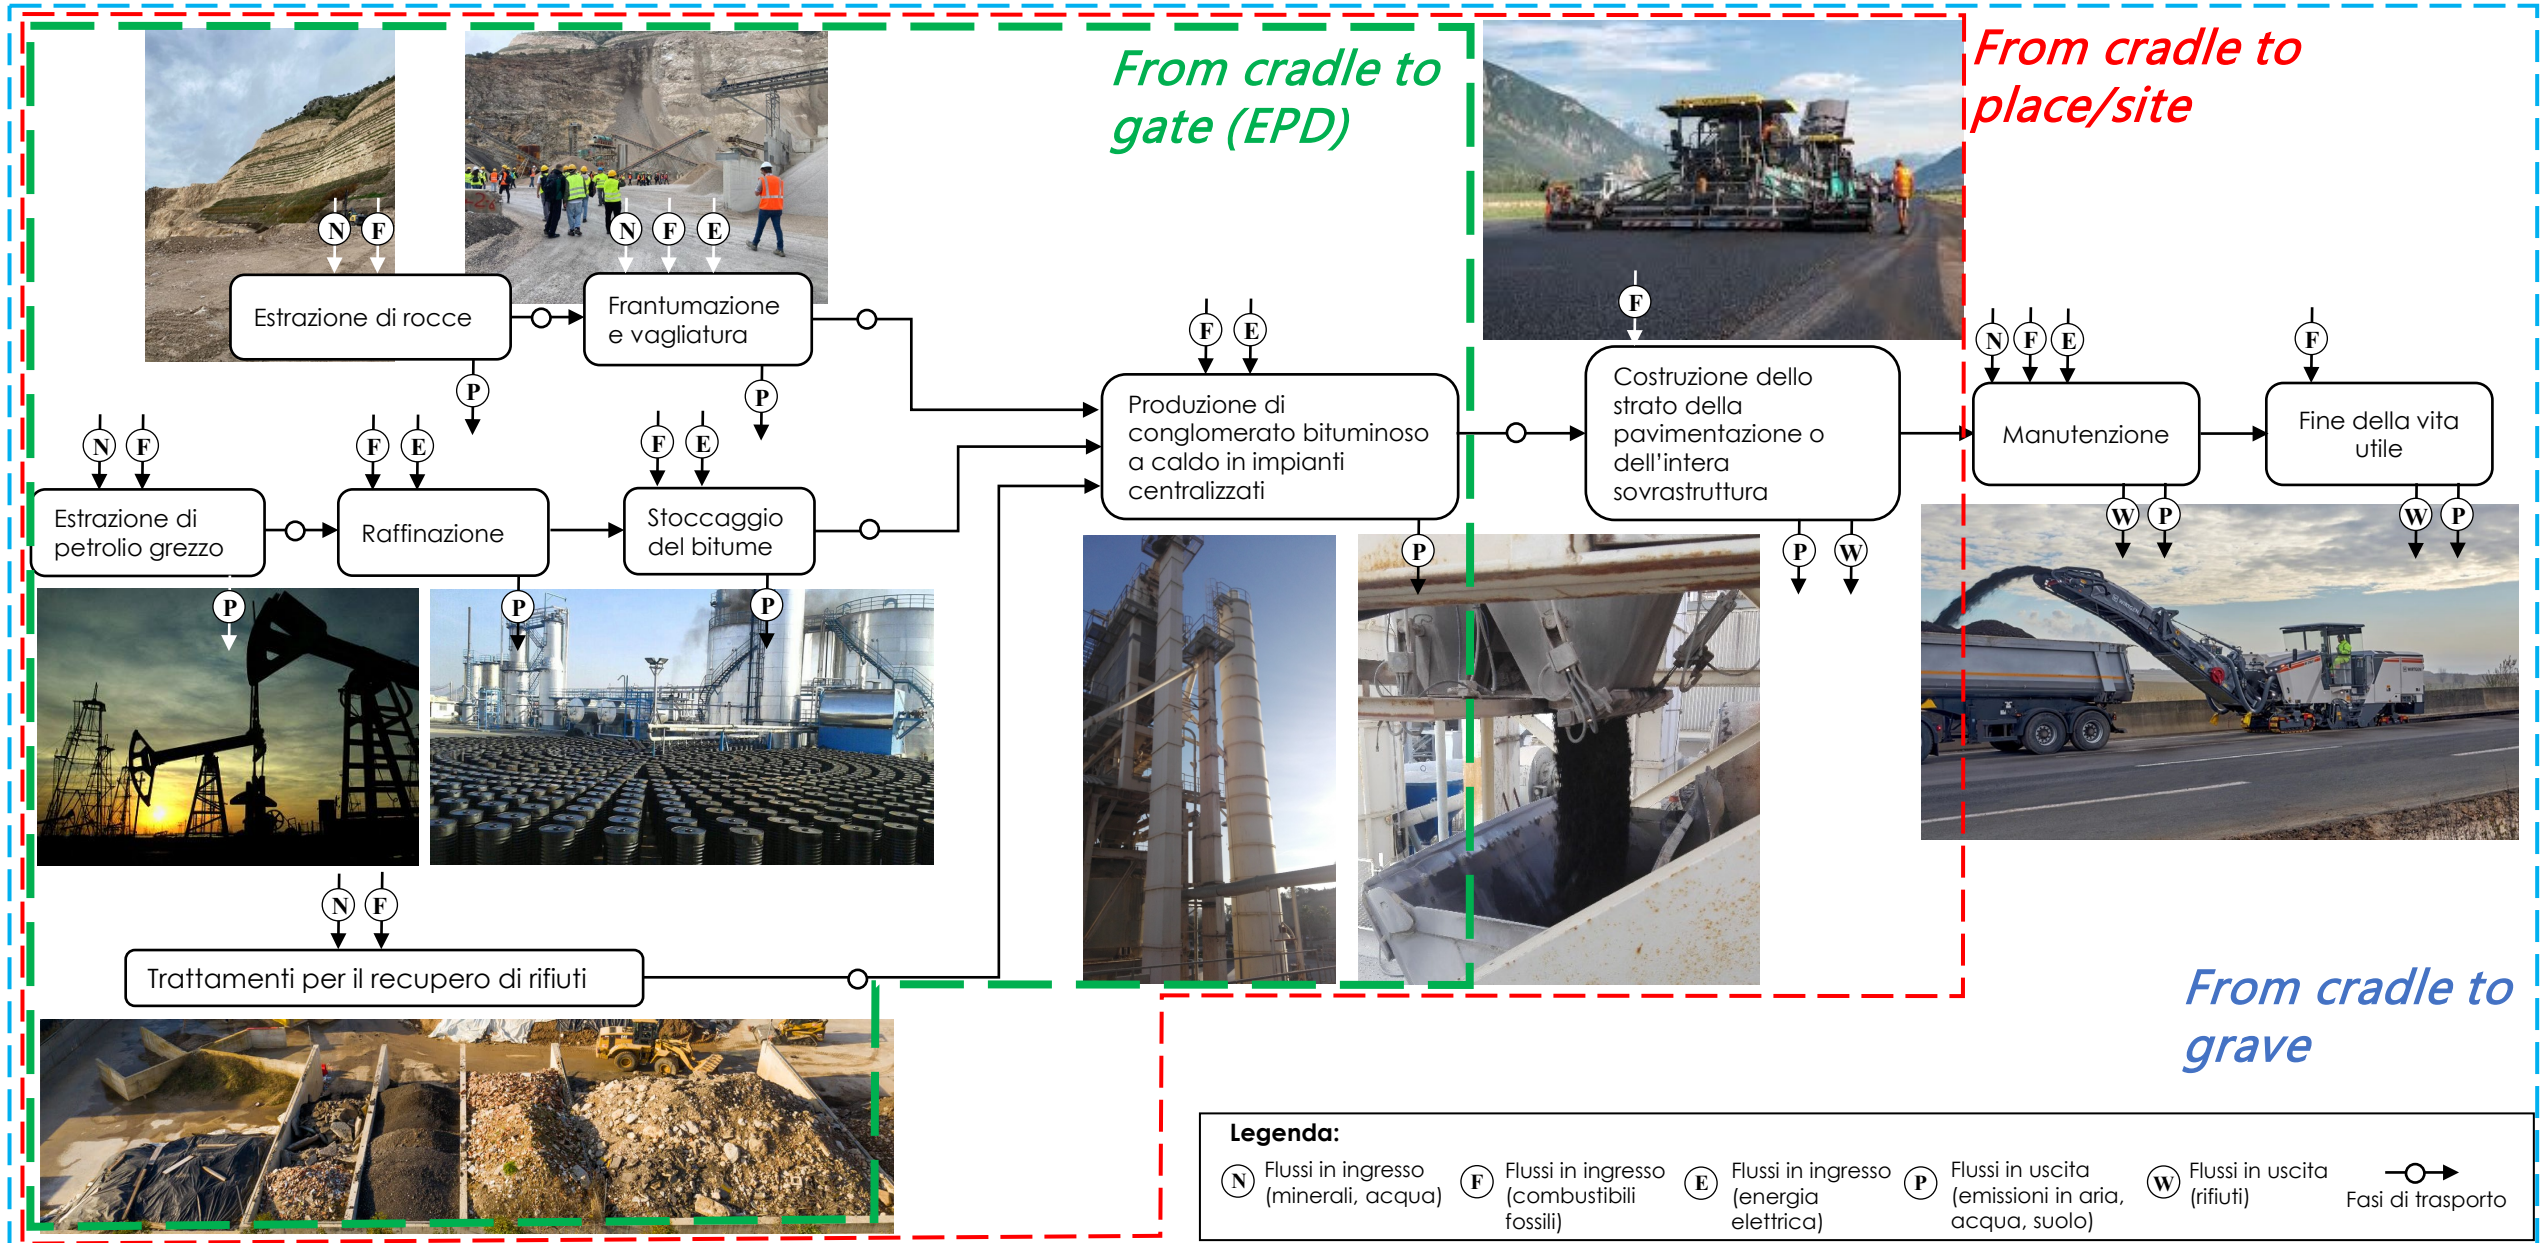 From cradle to
gate (EPD)
From cradle to
place/site
N
F
N
F
E
Estrazione di rocce
Frantumazione
e vagliatura
P
P
F
E
F
N
F
E
F
N
F
F
E
F
E
Produzione di
conglomerato bituminoso
a caldo in impianti
centralizzati
Costruzione dello
strato della
pavimentazione o
dell'intera
sovrastruttura
Manutenzione
Fine della vita
utile
Estrazione di
petrolio grezzo
Raffinazione
Stoccaggio
del bitume
P
P
W
W
P
W
P
P
P
P
N
F
Trattamenti per il recupero di rifiuti
From cradle to
grave
Legenda:
N
Flussi in ingresso
(minerali, acqua)
F
Flussi in ingresso
(combustibili
fossili)
E
Flussi in ingresso
(energia
elettrica)
P
Flussi in uscita
(emissioni in aria,
acqua, suolo)
W
Flussi in uscita
(rifiuti)
Fasi di trasporto